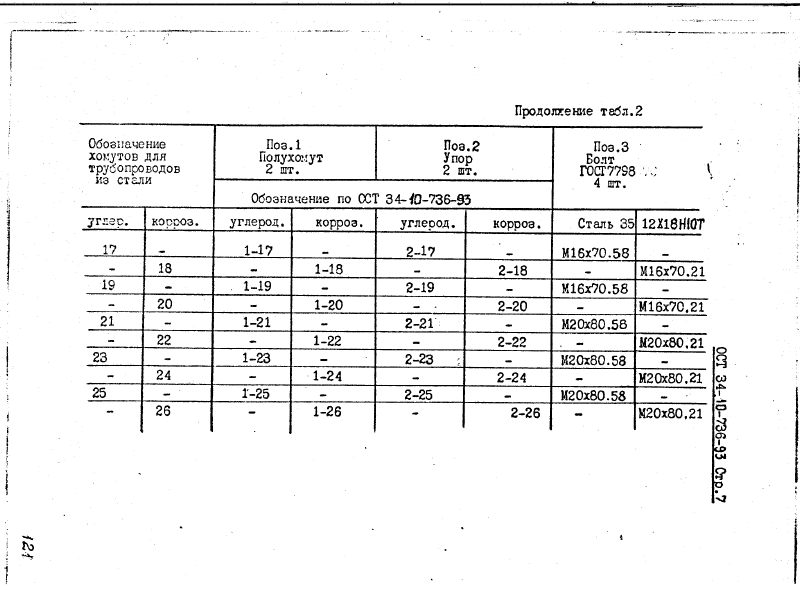 Продолжение табл.2
Обозначение хомутов для трубопроводов из стали
Поз.1 Полухомут 2 шт.
Поз.2 Упор 2 шт.
Поз.3 Болт ГОСТ7798 4 шт.
Обозначение по ОСТ 34-10-736-93
углер. корроз. углерод. корроз. углерод. корроз. Сталь 35 12Х18Н10Т
17 - 1-17 - 2-17 - М16х70.58 -
- 18 - 1-18 - 2-18 - М16х70.21
19 - 1-19 - 2-19 - М16х70.58 -
- 20 - 1-20 - 2-20 - М16х70.21
21 - 1-21 - 2-21 - М20х80.58 -
- 22 - 1-22 - 2-22 - М20х80.21
23 - 1-23 - 2-23 - М20х80.58 -
- 24 - 1-24 - 2-24 - М20х80.21
25 - 1-25 - 2-25 - М20х80.58 -
- 26 - 1-26 - 2-26 - М20х80.21
ОСТ 34-10-736-93 Стр.7
121